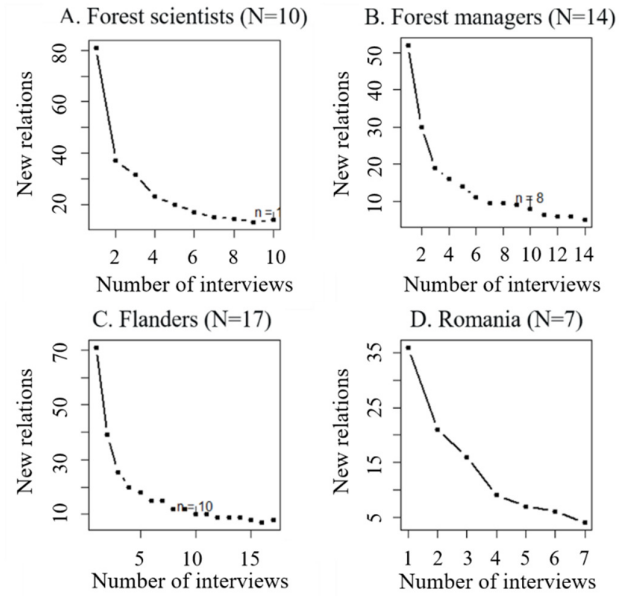 A. Forest scientists (N=10)
New relations
80
60
40
20
n = 1
2 4 6 8 10
Number of interviews
B. Forest managers (N=14)
New relations
50
40
30
20
10
n = 8
2 4 6 8 10 12 14
Number of interviews
C. Flanders (N=17)
New relations
70
50
30
10
n = 10
5 10 15
Number of interviews
D. Romania (N=7)
New relations
35
25
15
5
1 2 3 4 5 6 7
Number of interviews